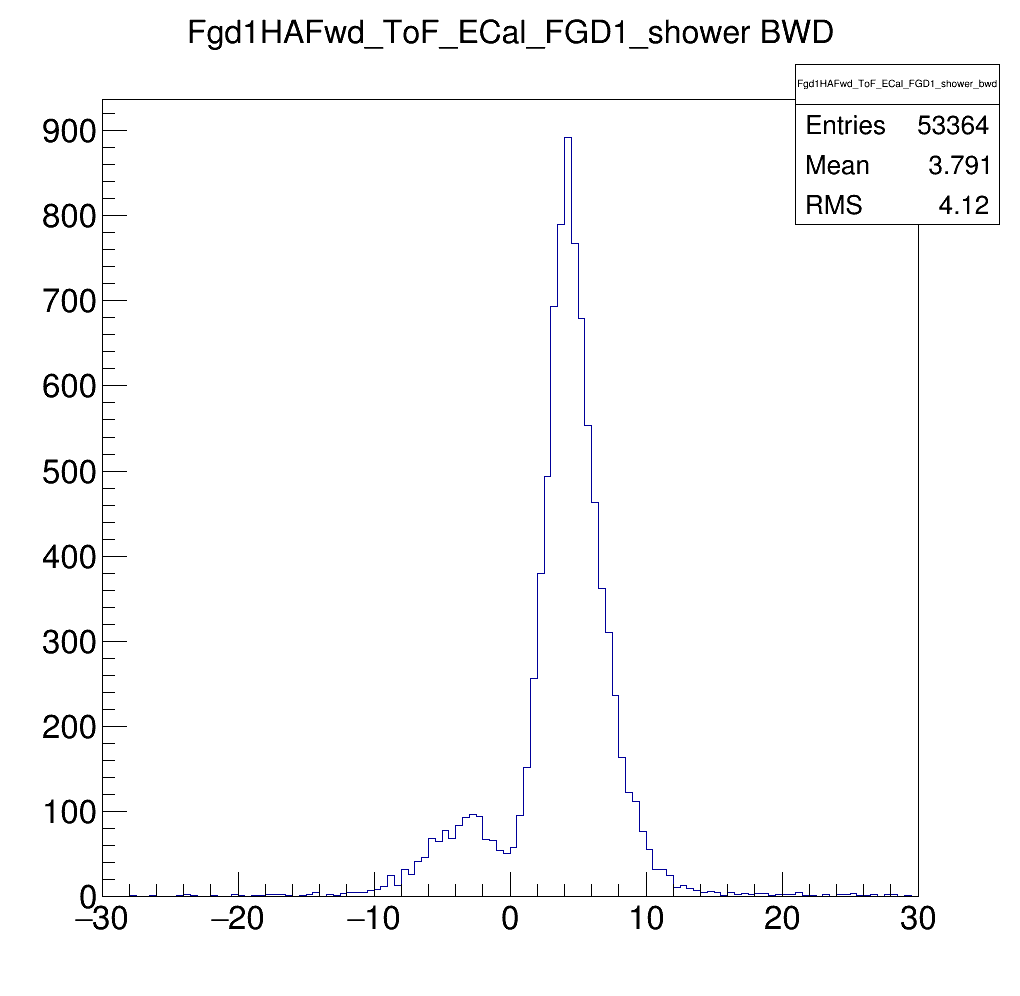 Fgd1HAFwd_ToF_ECal_FGD1_shower BWD
Fgd1HAFwd_ToF_ECal_FGD1_shower_bwd
Entries 53364
Mean 3.791
RMS 4.12
900
800
700
600
500
400
300
200
100
0
−30 −20 −10 0 10 20 30